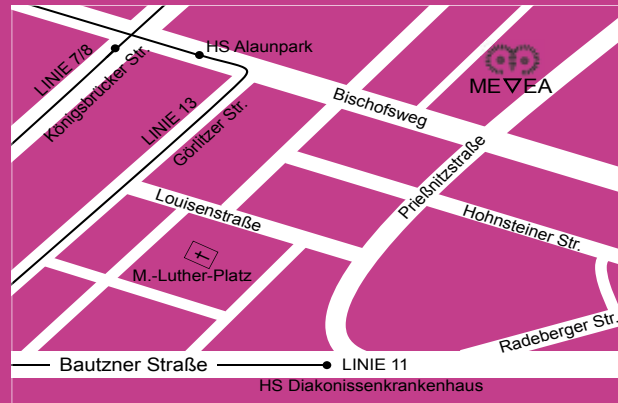 LINIE 7/8
Königsbrücker Str.
HS Alaunpark
LINIE 13
Görlitzer Str.
Bischofsweg
MEVEA
Prießnitzstraße
Louisenstraße
Hohnsteiner Str.
M.-Luther-Platz
Radeberger Str.
Bautzner Straße
LINIE 11
HS Diakonissenkrankenhaus